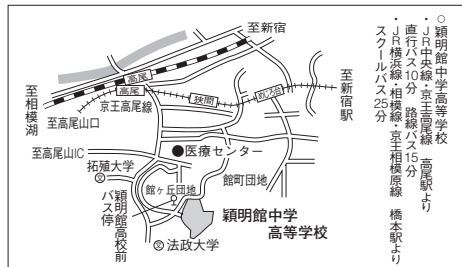 ○穎明館中学高等学校
・JR中央線・京王高尾線 高尾駅より
直行バス10分 路線バス15分
・JR横浜線・相模線・京王相模原線 橋本駅より
スクールバス25分
至新宿
至新宿駅
高尾
高尾
狭間
めじろ台
京王高尾線
至相模湖
至高尾山口
至高尾山IC
医療センター
拓殖大学
文
館ヶ丘団地
館町団地
穎明館高校前
バス停
穎明館中学
高等学校
文 法政大学